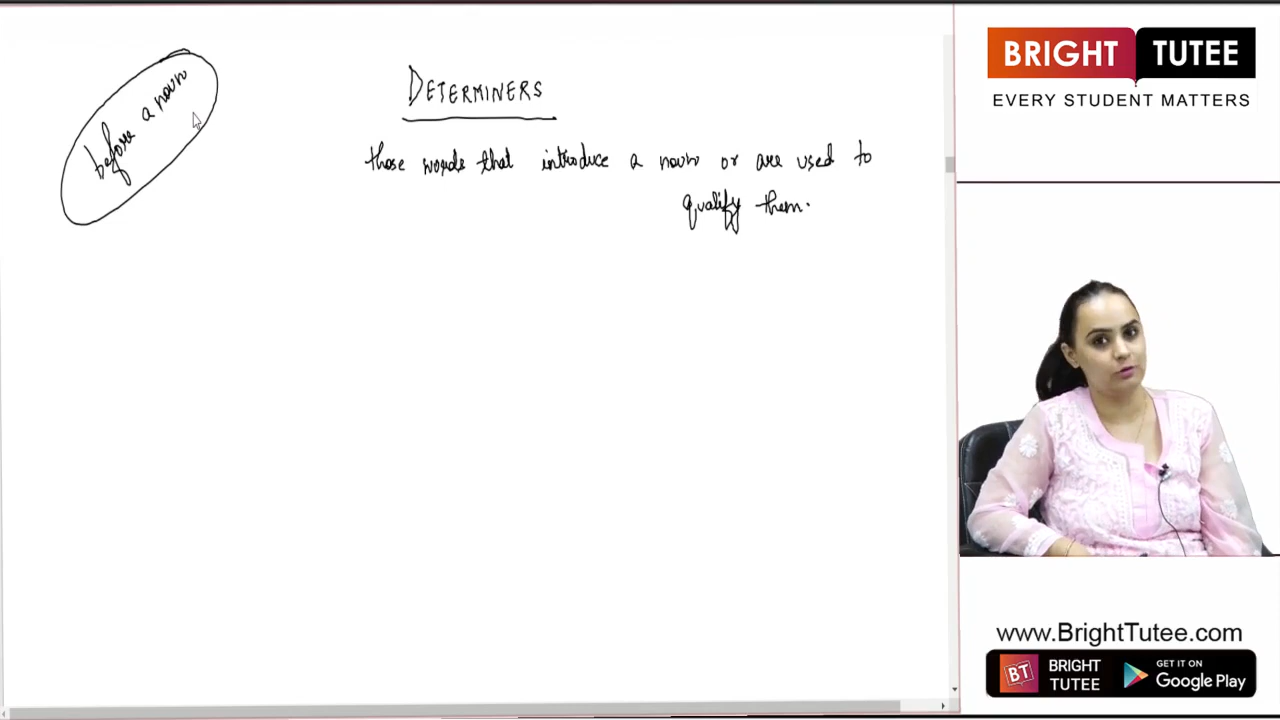 before a noun
DETERMINERS
those words that introduce a noun or are used to
qualify them.
BRIGHT TUTEE
EVERY STUDENT MATTERS
www.BrightTutee.com
BT BRIGHT TUTEE
GET IT ON
Google Play